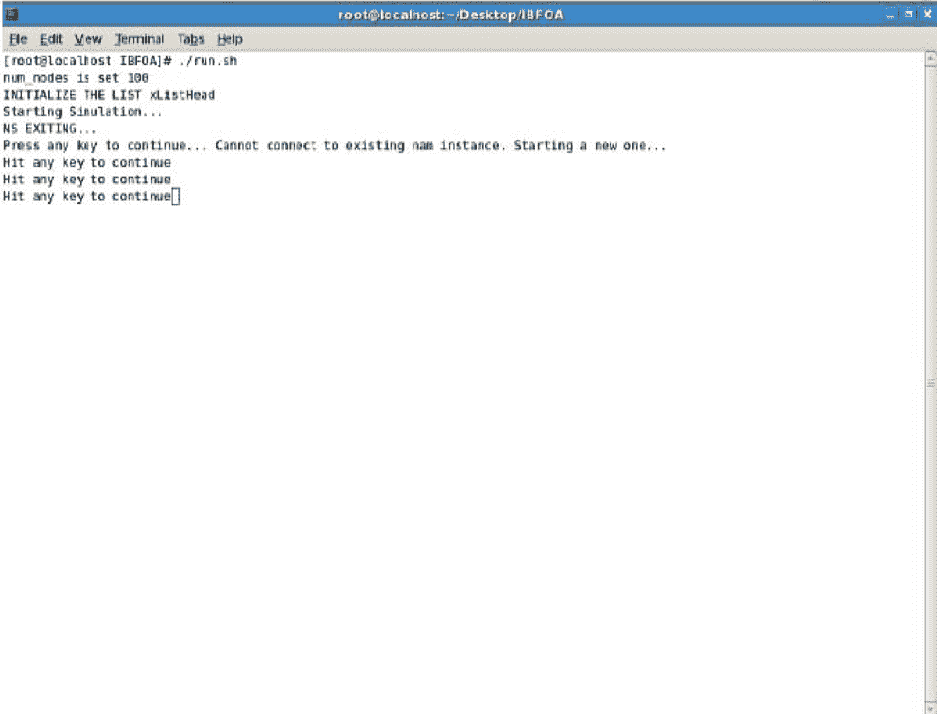 root@localhost:~/Desktop/IBFOA
File Edit View Terminal Tabs Help
[root@localhost IBFOA]# ./run.sh
num_nodes is set 100
INITIALIZE THE LIST xListHead
Starting Simulation...
NS EXITING...
Press any key to continue... Cannot connect to existing nam instance. Starting a new one...
Hit any key to continue
Hit any key to continue
Hit any key to continue